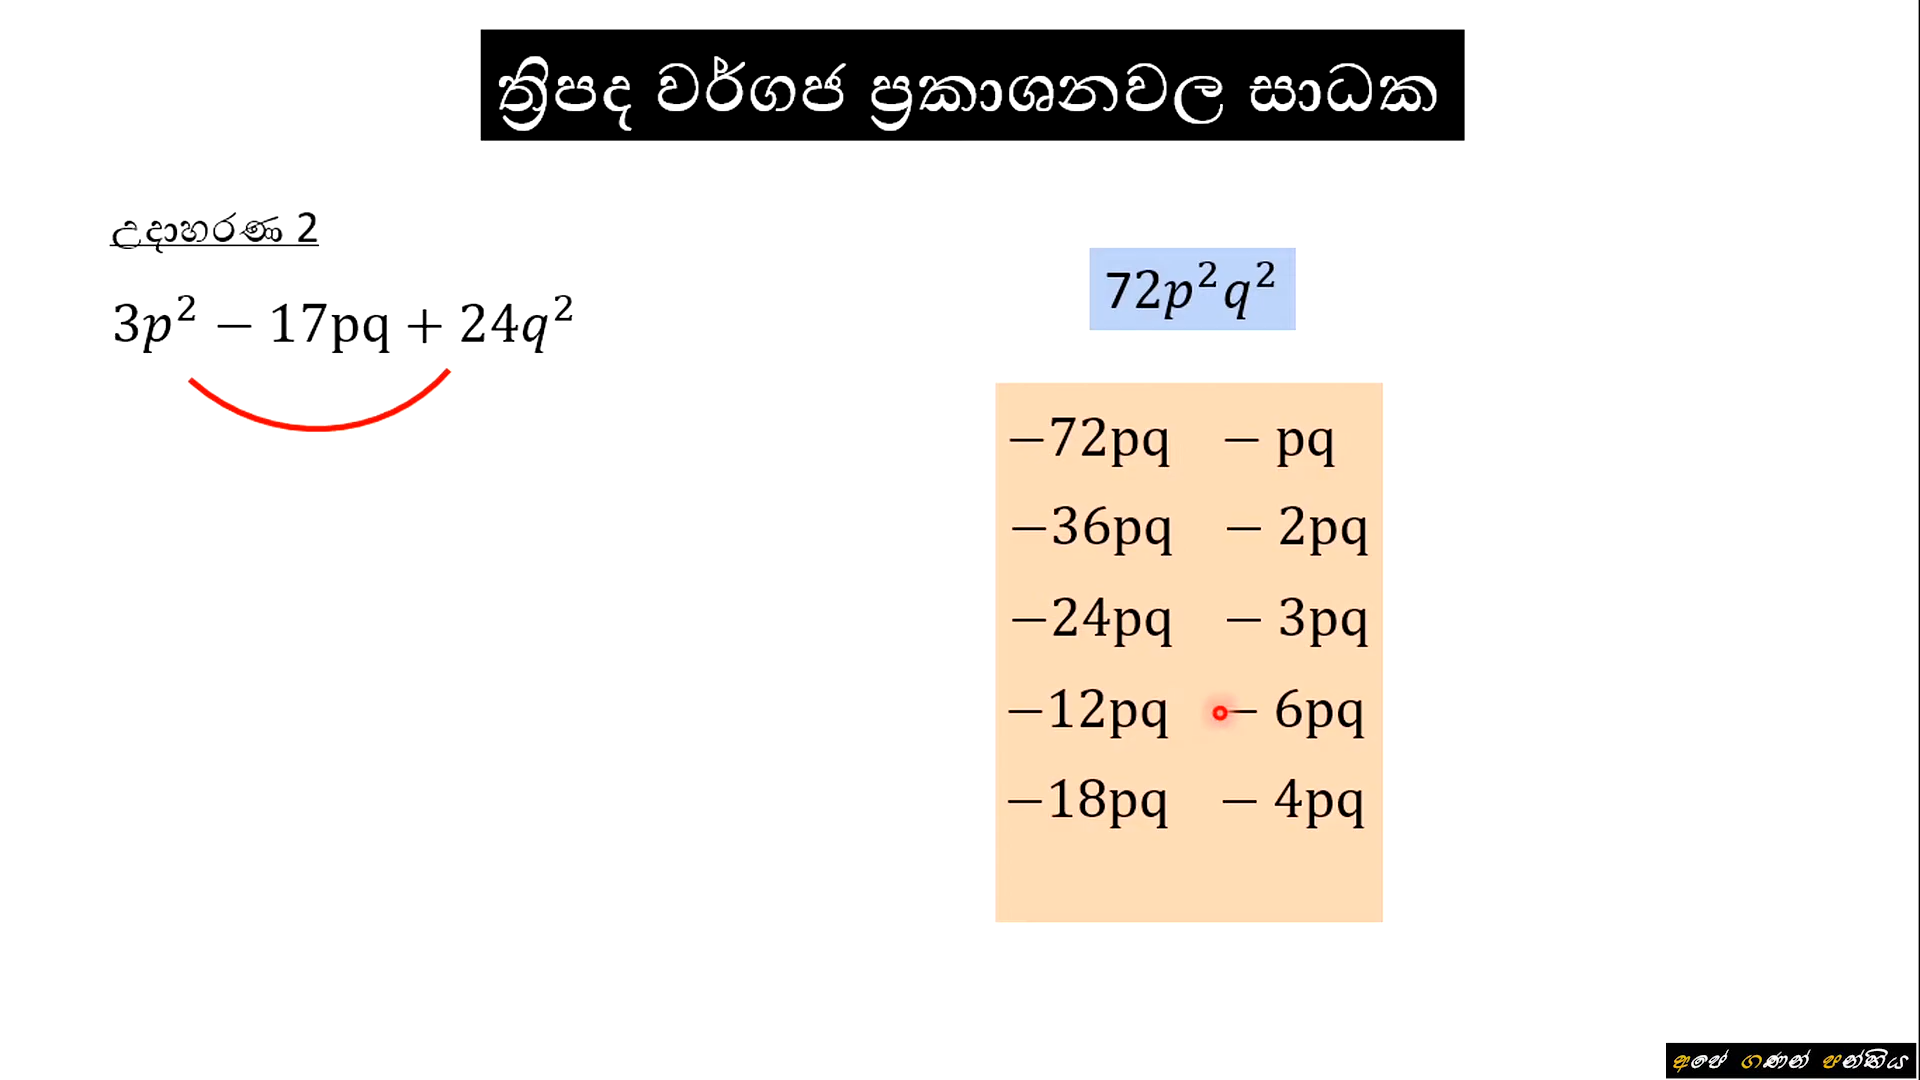 ත්‍රිපද වර්ගජ ප්‍රකාශනවල සාධක
උදාහරණ 2
3p² − 17pq + 24q²
72p²q²
−72pq − pq
−36pq − 2pq
−24pq − 3pq
−12pq − 6pq
−18pq − 4pq
අපේ ගණන් පන්තිය